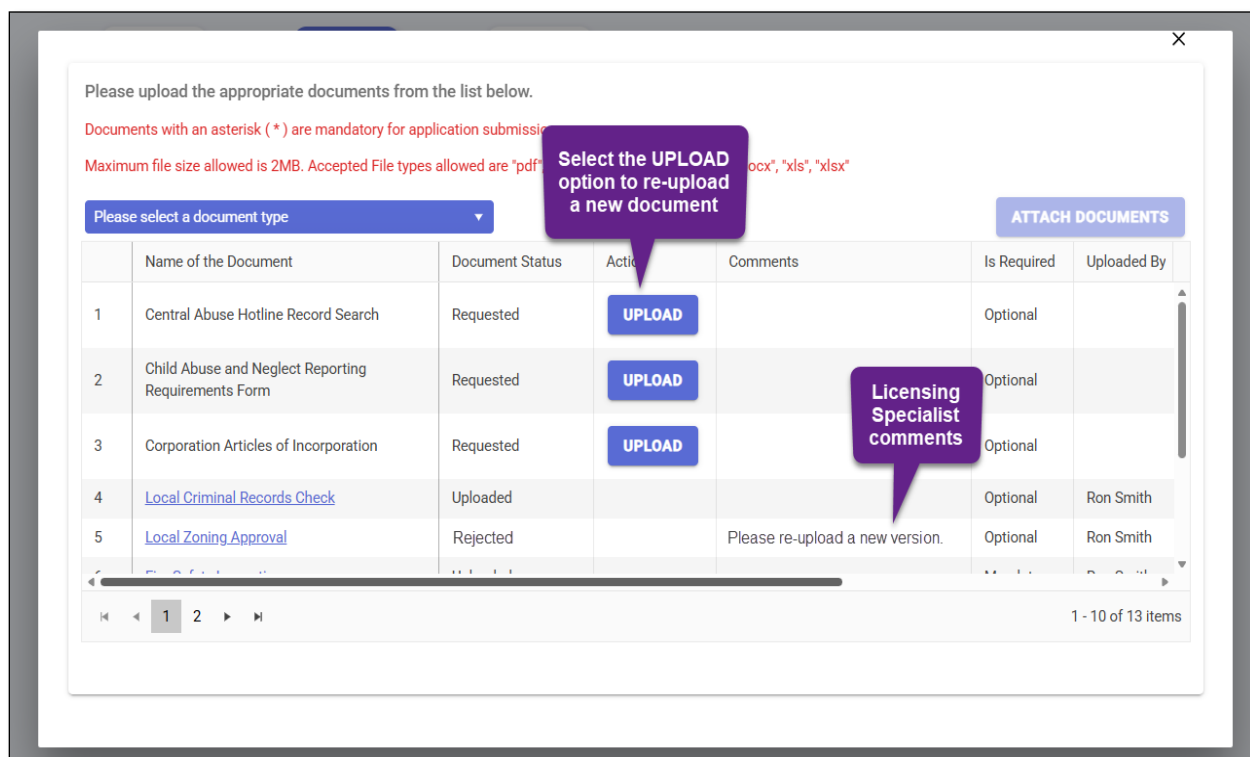 Please upload the appropriate documents from the list below.
Documents with an asterisk ( * ) are mandatory for application
Maximum file size allowed is 2MB. Accepted File types allowed are "pdf", "xls", "xlsx"
Select the UPLOAD
option to re-upload
a new document
Please select a document type
ATTACH DOCUMENTS
Name of the Document Document Status Comments Is Required Uploaded By
1 Central Abuse Hotline Record Search Requested UPLOAD Optional
2 Child Abuse and Neglect Reporting
Requirements Form Requested UPLOAD Optional
Licensing
Specialist
comments
3 Corporation Articles of Incorporation Requested UPLOAD Optional
4 Local Criminal Records Check Uploaded Optional Ron Smith
5 Local Zoning Approval Rejected Please re-upload a new version. Optional Ron Smith
1 2 1 - 10 of 13 items